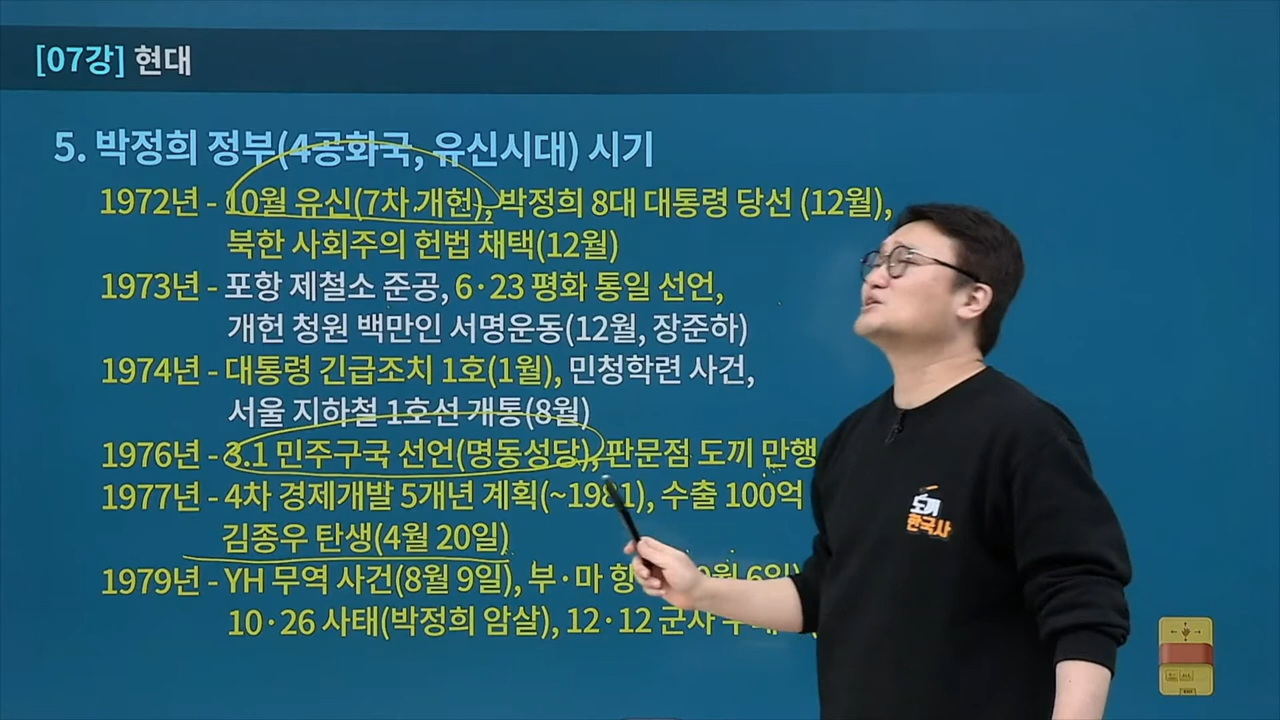 [07강] 현대
5. 박정희 정부(4공화국, 유신시대) 시기
1972년 - 10월 유신(7차 개헌), 박정희 8대 대통령 당선 (12월),
북한 사회주의 헌법 채택(12월)
1973년 - 포항 제철소 준공, 6·23 평화 통일 선언,
개헌 청원 백만인 서명운동(12월, 장준하)
1974년 - 대통령 긴급조치 1호(1월), 민청학련 사건,
서울 지하철 1호선 개통(8월)
1976년 - 3.1 민주구국 선언(명동성당), 판문점 도끼 만행
1977년 - 4차 경제개발 5개년 계획(~1981), 수출 100억
김종우 탄생(4월 20일)
1979년 - YH 무역 사건(8월 9일), 부·마 항 6일)
10·26 사태(박정희 암살), 12·12 군사
도끼
한국사